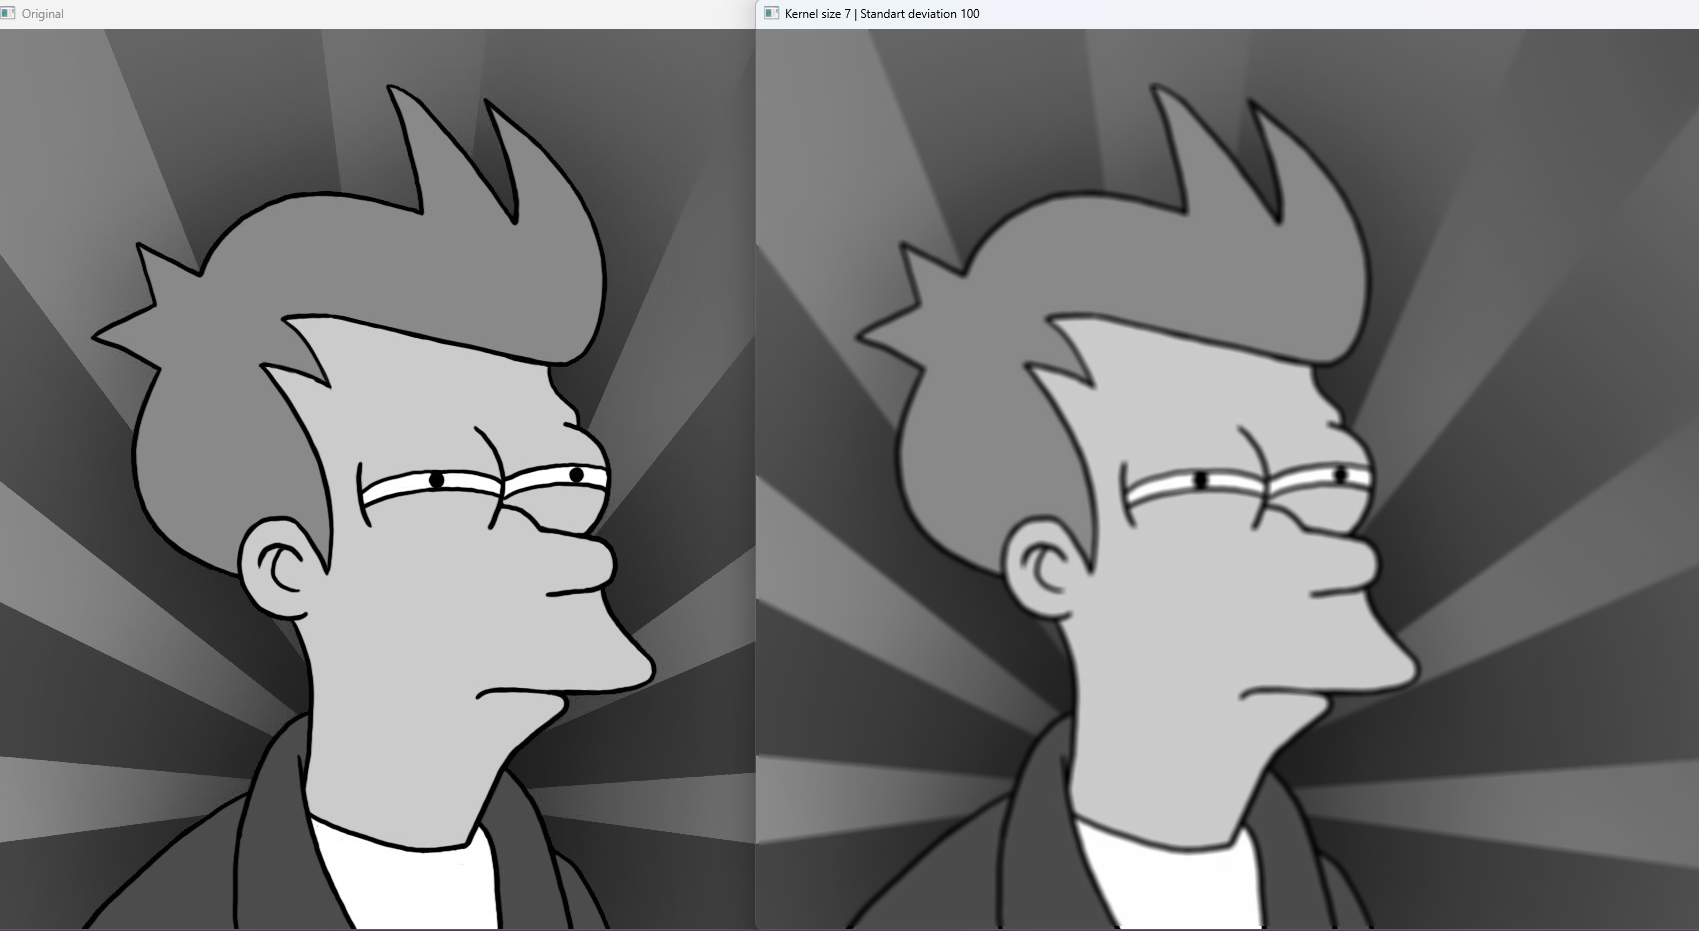 Original
Kernel size 7 | Standart deviation 100